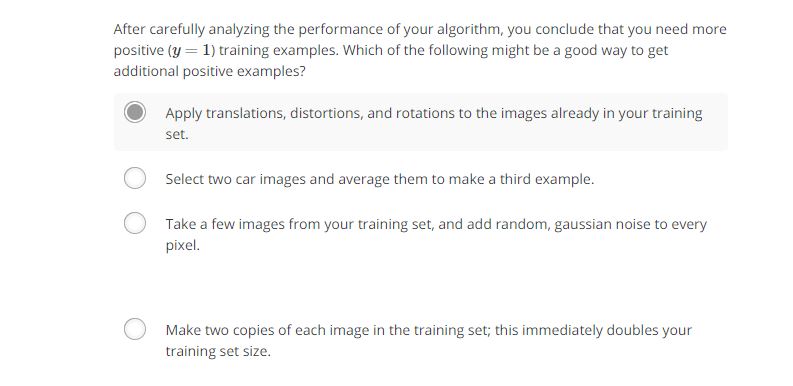 After carefully analyzing the performance of your algorithm, you conclude that you need more
positive (y = 1) training examples. Which of the following might be a good way to get
additional positive examples?
Apply translations, distortions, and rotations to the images already in your training
set.
Select two car images and average them to make a third example.
Take a few images from your training set, and add random, gaussian noise to every
pixel.
Make two copies of each image in the training set; this immediately doubles your
training set size.